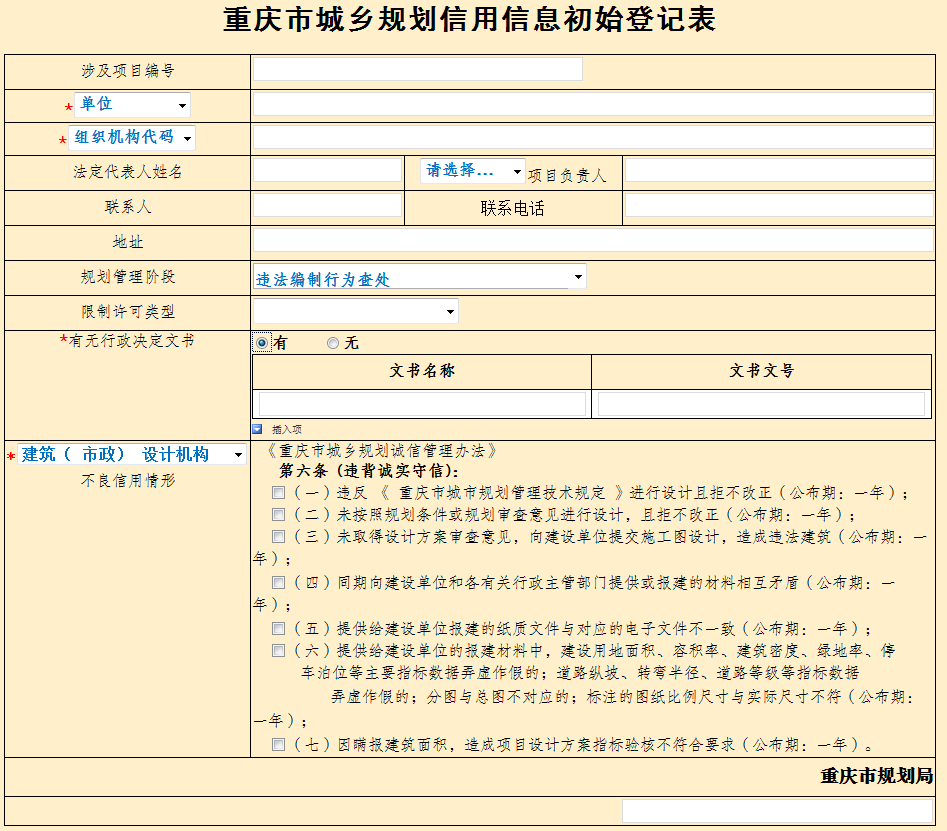 重庆市城乡规划信用信息初始登记表
涉及项目编号
*单位
*组织机构代码
法定代表人姓名 请选择... 项目负责人
联系人 联系电话
地址
规划管理阶段 违法编制行为查处
限制许可类型
*有无行政决定文书 有 无
文书名称 文书文号
插入项
*建筑（ 市政） 设计机构
不良信用情形
《重庆市城乡规划诚信管理办法》
第六条（违背诚实守信）：
（一）违反 《 重庆市城市规划管理技术规定 》进行设计且拒不改正（公布期：一年）；
（二）未按照规划条件或规划审查意见进行设计，且拒不改正（公布期：一年）；
（三）未取得设计方案审查意见，向建设单位提交施工图设计，造成违法建筑（公布期：一
年）；
（四）同期向建设单位和各有关行政主管部门提供或报建的材料相互矛盾（公布期：一
年）；
（五）提供给建设单位报建的纸质文件与对应的电子文件不一致（公布期：一年）；
（六）提供给建设单位的报建材料中，建设用地面积、容积率、建筑密度、绿地率、停
车泊位等主要指标数据弄虚作假的；道路纵坡、转弯半径、道路等级等指标数据
弄虚作假的；分图与总图不对应的；标注的图纸比例尺寸与实际尺寸不符（公布期：
一年）；
（七）因瞒报建筑面积，造成项目设计方案指标验核不符合要求（公布期：一年）。
重庆市规划局